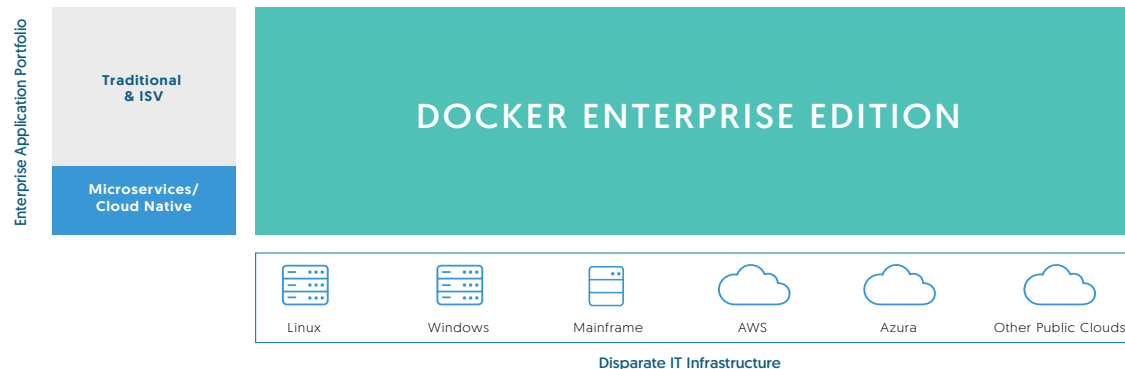 Enterprise Application Portfolio
Traditional
& ISV
Microservices/
Cloud Native
DOCKER ENTERPRISE EDITION
Linux
Windows
Mainframe
AWS
Azura
Other Public Clouds
Disparate IT Infrastructure